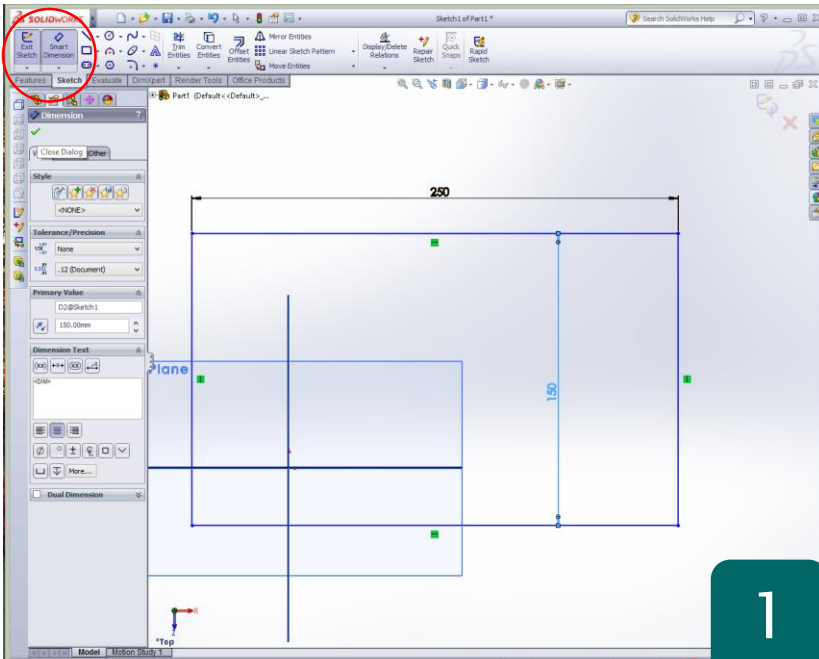 SOLIDWORKS
Sketch1 of Part1 *
Search SolidWorks Help
Exit Sketch
Smart Dimension
Trim Entities
Convert Entities
Offset Entities
Mirror Entities
Linear Sketch Pattern
Move Entities
Display/Delete Relations
Repair Sketch
Quick Snaps
Rapid Sketch
Features
Sketch
Evaluate
DimXpert
Render Tools
Office Products
Part1 (Default<<Default>_...
Dimension
?
Close Dialog
Other
Style
<NONE>
Tolerance/Precision
None
.12 (Document)
Primary Value
D2@Sketch1
150.00mm
Dimension Text
<DIM>
More...
Dual Dimension
250
150
Plane
X
Z
*Top
Model
Motion Study 1
1